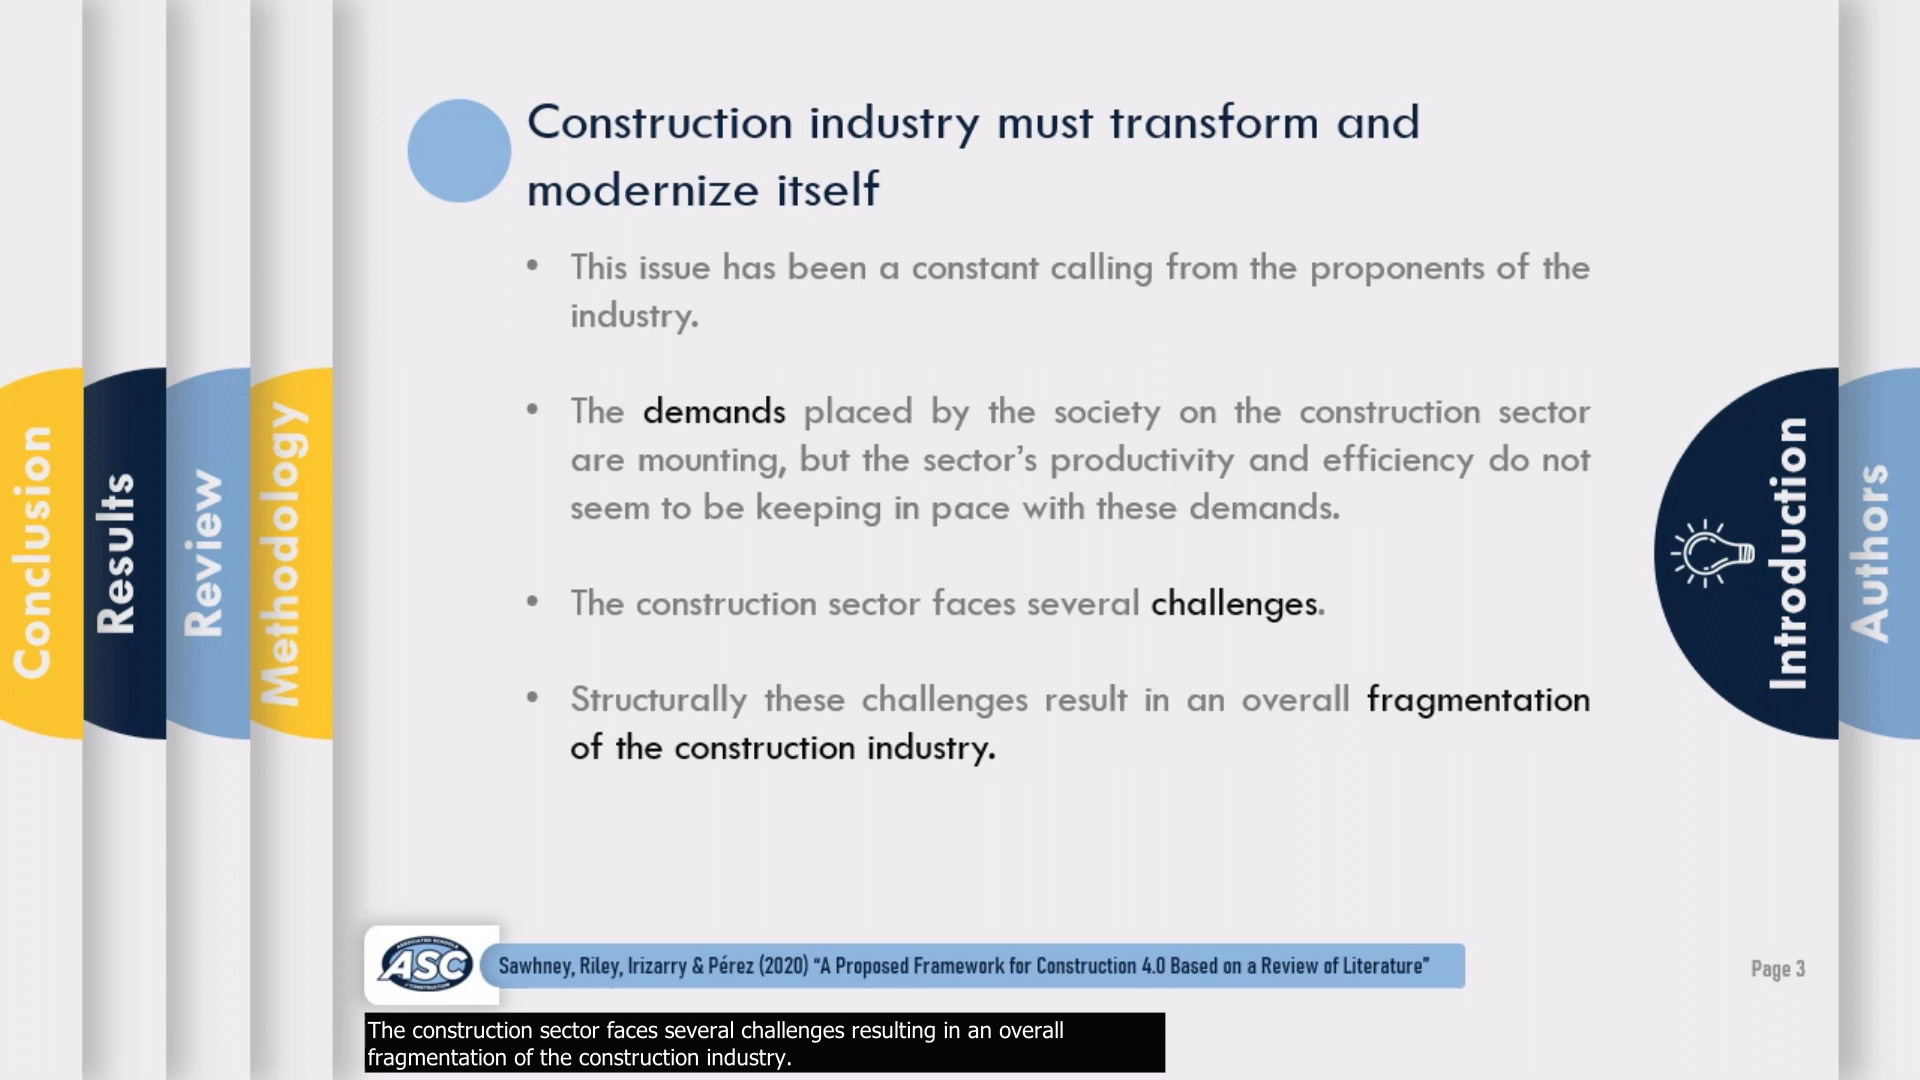 Construction industry must transform and
modernize itself
• This issue has been a constant calling from the proponents of the
industry.
• The demands placed by the society on the construction sector
are mounting, but the sector’s productivity and efficiency do not
seem to be keeping in pace with these demands.
• The construction sector faces several challenges.
• Structurally these challenges result in an overall fragmentation
of the construction industry.
Conclusion
Results
Review
Methodology
Introduction
Authors
ASC
Sawhney, Riley, Irizarry & Pérez (2020) “A Proposed Framework for Construction 4.0 Based on a Review of Literature”
Page 3
The construction sector faces several challenges resulting in an overall
fragmentation of the construction industry.